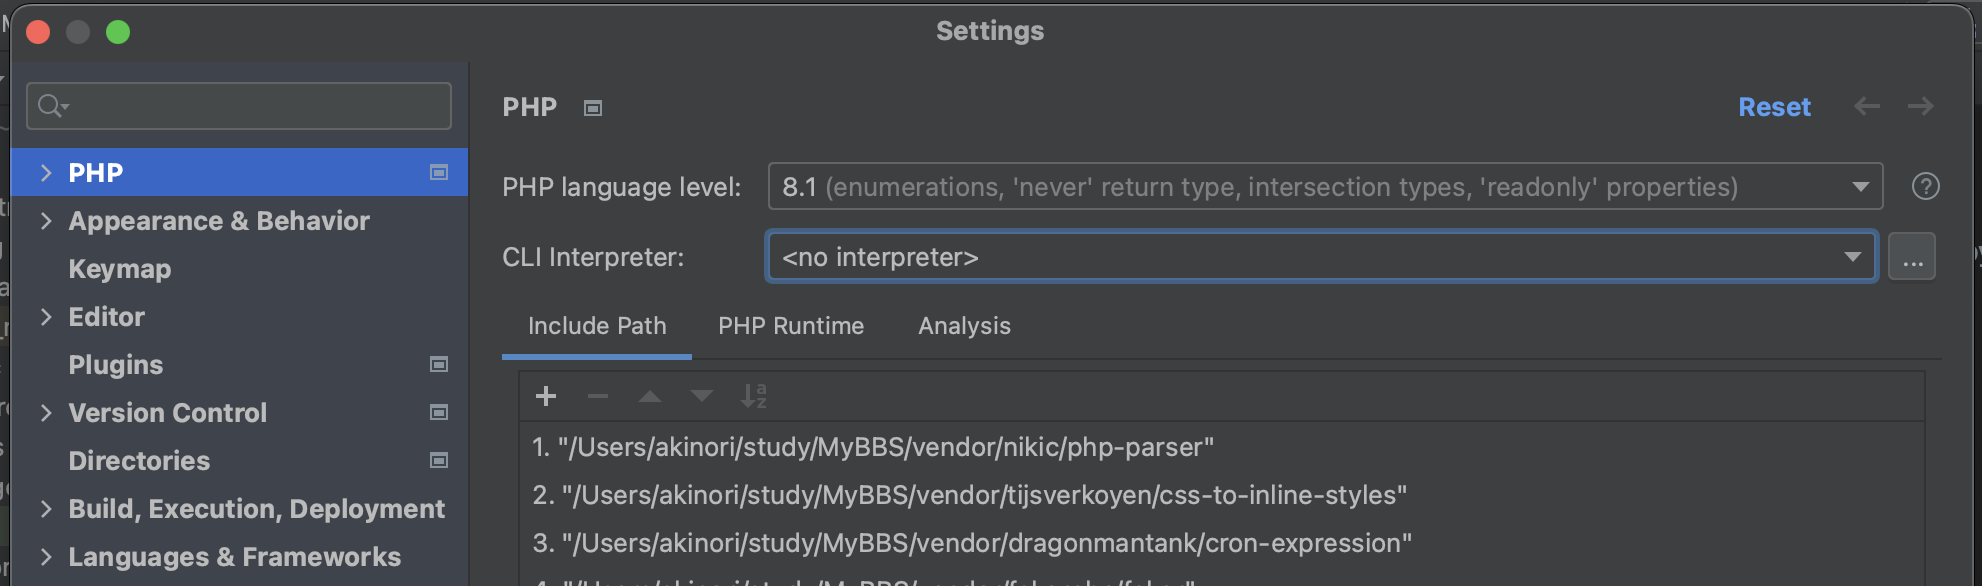 Settings
PHP
Reset
PHP
Appearance & Behavior
Keymap
Editor
Plugins
Version Control
Directories
Build, Execution, Deployment
Languages & Frameworks
PHP language level:
8.1 (enumerations, 'never' return type, intersection types, 'readonly' properties)
CLI Interpreter:
<no interpreter>
...
Include Path
PHP Runtime
Analysis
1. "/Users/akinori/study/MyBBS/vendor/nikic/php-parser"
2. "/Users/akinori/study/MyBBS/vendor/tijsverkoyen/css-to-inline-styles"
3. "/Users/akinori/study/MyBBS/vendor/dragonmantank/cron-expression"